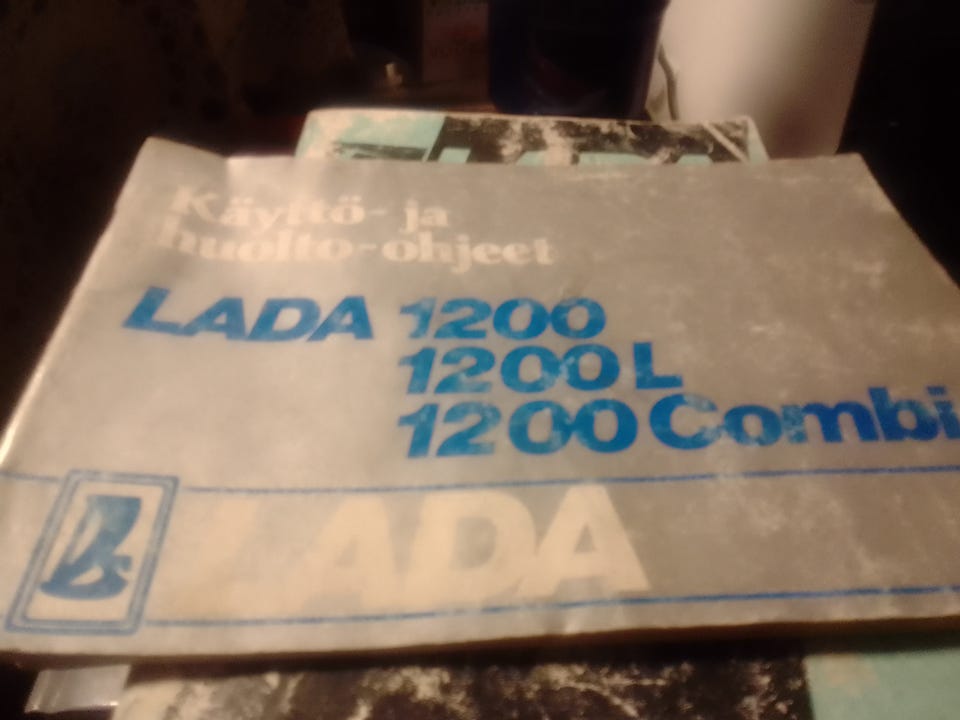 Käyttö- ja
huolto-ohjeet
LADA 1200
1200 L
1200 Combi
LADA